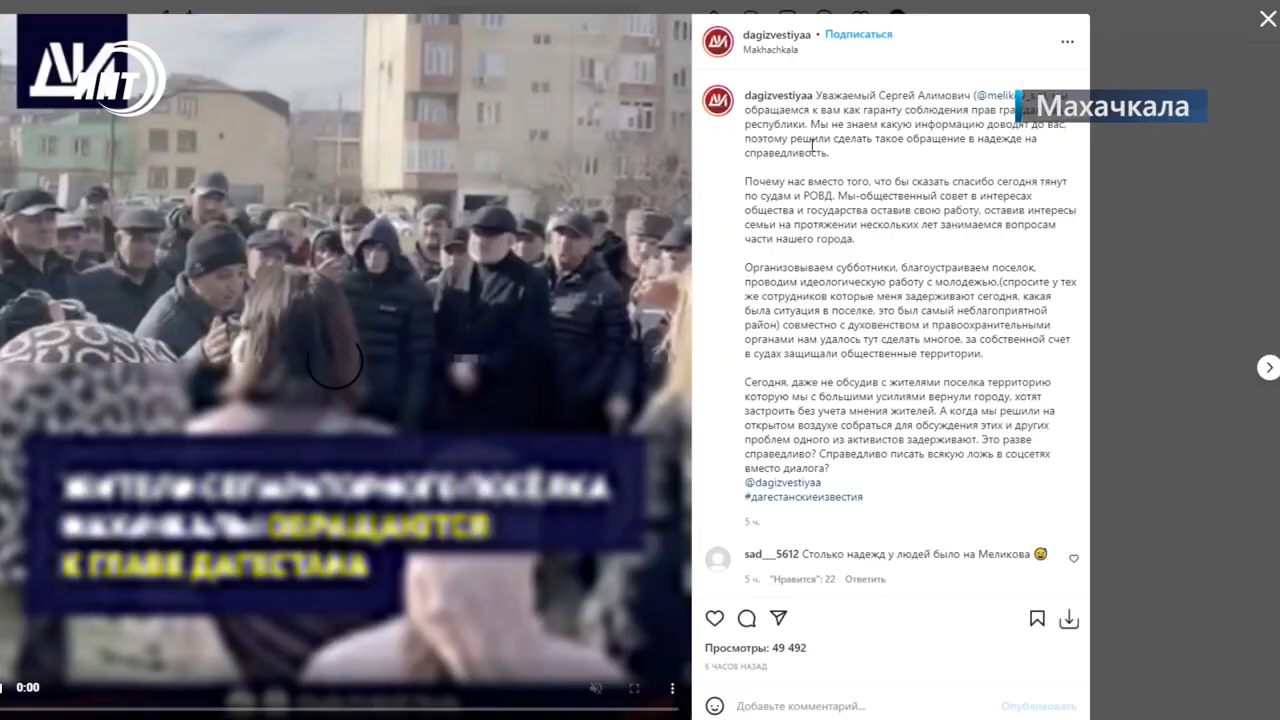 ДИ
ННТ
dagizvestiyaa • Подписаться
Makhachkala
Махачкала
dagizvestiyaa Уважаемый Сергей Алимович (@melikov_s.a), мы
обращаемся к вам как гаранту соблюдения прав граждан
республики. Мы не знаем какую информацию доводят до вас,
поэтому решили сделать такое обращение в надежде на
справедливость.
Почему нас вместо того, что бы сказать спасибо сегодня тянут
по судам и РОВД. Мы-общественный совет в интересах
общества и государства оставив свою работу, оставив интересы
семьи на протяжении нескольких лет занимаемся вопросам
части нашего города.
Организовываем субботники, благоустраиваем поселок,
проводим идеологическую работу с молодежью,(спросите у тех
же сотрудников которые меня задерживают сегодня, какая
была ситуация в поселке, это был самый неблагоприятной
район) совместно с духовенством и правоохранительными
органами нам удалось тут сделать многое, за собственной счет
в судах защищали общественные территории.
Сегодня, даже не обсудив с жителями поселка территорию
которую мы с большими усилиями вернули городу, хотят
застроить без учета мнения жителей. А когда мы решили на
открытом воздухе собраться для обсуждения этих и других
проблем одного из активистов задерживают. Это разве
справедливо? Справедливо писать всякую ложь в соцсетях
вместо диалога?
@dagizvestiyaa
#дагестанскиеизвестия
5 ч.
sad___5612 Столько надежд у людей было на Меликова 😅
5 ч. "Нравится": 22 Ответить
Просмотры: 49 492
5 ЧАСОВ НАЗАД
Добавьте комментарий... Опубликовать
ОБРАЩАЮТСЯ
К ГЛАВЕ ДАГЕСТАНА
0:00